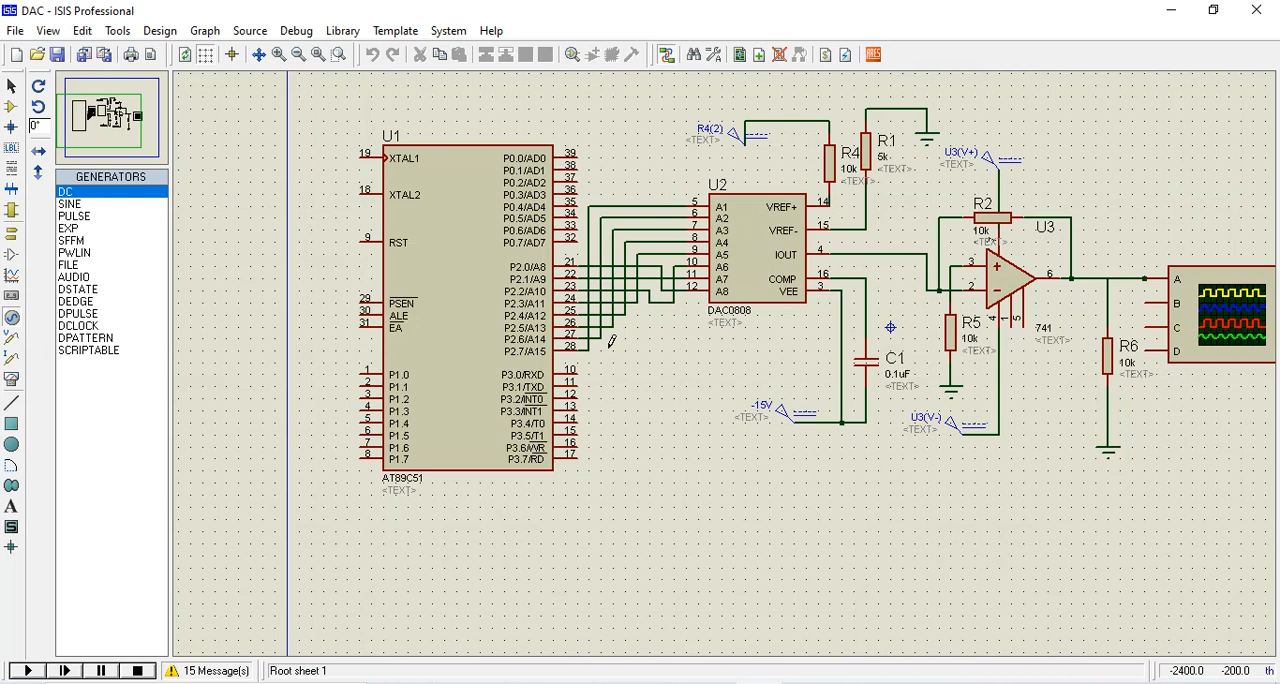 DAC - ISIS Professional
File View Edit Tools Design Graph Source Debug Library Template System Help
0°
LBL
ARES
GENERATORS
DC
SINE
PULSE
EXP
SFFM
PWLIN
FILE
AUDIO
DSTATE
DEDGE
DPULSE
DCLOCK
DPATTERN
SCRIPTABLE
U1
19 XTAL1
18 XTAL2
9 RST
29 PSEN
30 ALE
31 EA
1 P1.0
2 P1.1
3 P1.2
4 P1.3
5 P1.4
6 P1.5
7 P1.6
8 P1.7
P0.0/AD0 39
P0.1/AD1 38
P0.2/AD2 37
P0.3/AD3 36
P0.4/AD4 35
P0.5/AD5 34
P0.6/AD6 33
P0.7/AD7 32
P2.0/A8 21
P2.1/A9 22
P2.2/A10 23
P2.3/A11 24
P2.4/A12 25
P2.5/A13 26
P2.6/A14 27
P2.7/A15 28
P3.0/RXD 10
P3.1/TXD 11
P3.2/INT0 12
P3.3/INT1 13
P3.4/T0 14
P3.5/T1 15
P3.6/WR 16
P3.7/RD 17
AT89C51
<TEXT>
U2
5 A1
6 A2
7 A3
8 A4
9 A5
10 A6
11 A7
12 A8
VREF+ 14
VREF- 15
IOUT 4
COMP 16
VEE 3
DAC0808
<TEXT>
R4(2)
<TEXT>
R4
10k
<TEXT>
R1
5k
<TEXT>
U3(V+)
<TEXT>
R2
10k
<TEXT>
U3
3
2
6
4
1
5
741
<TEXT>
R5
10k
<TEXT>
C1
0.1uF
<TEXT>
-15V
<TEXT>
U3(V-)
<TEXT>
R6
10k
<TEXT>
A
B
C
D
15 Message(s)
Root sheet 1
-2400.0 -200.0 th